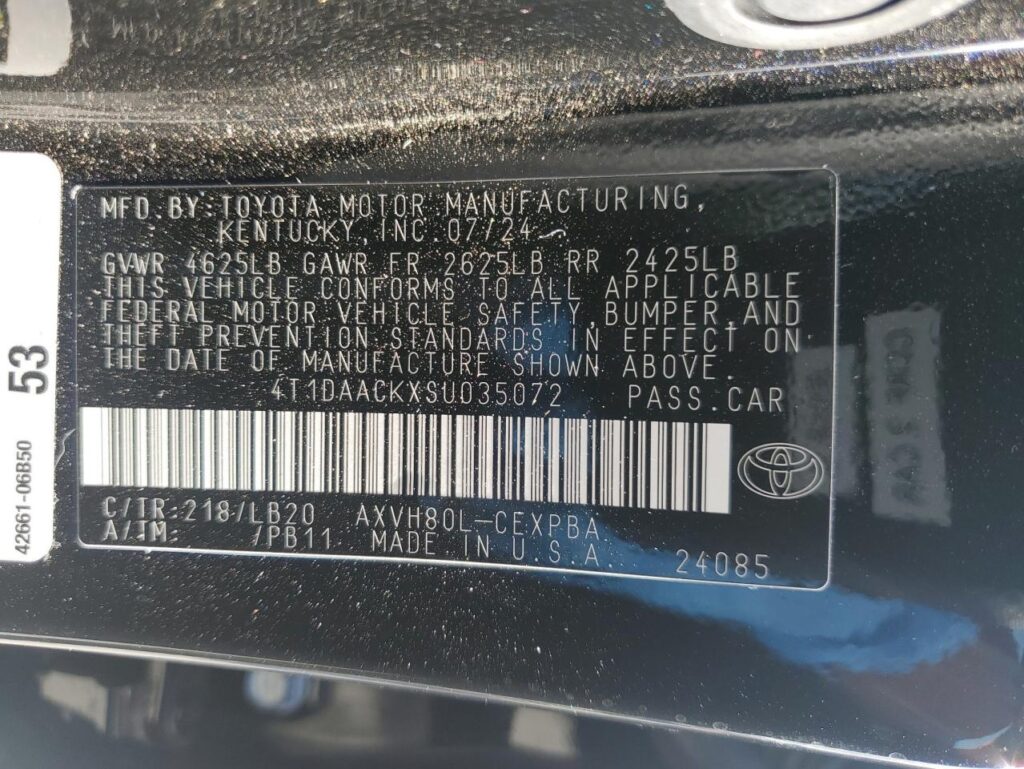 MFD.BY:TOYOTA MOTOR MANUFACTURING,
KENTUCKY,INC.07/24
GVWR 4625LB GAWR FR 2625LB RR 2425LB
THIS VEHICLE CONFORMS TO ALL APPLICABLE
FEDERAL MOTOR VEHICLE SAFETY,BUMPER,AND
THEFT PREVENTION STANDARDS IN EFFECT ON
THE DATE OF MANUFACTURE SHOWN ABOVE.
4T1DAACKXSU035072 PASS.CAR
C/TR:218/LB20 AXVH80L-CEXPBA
A/TM: /PB11 MADE IN U.S.A. 24085
53
42661-06B50